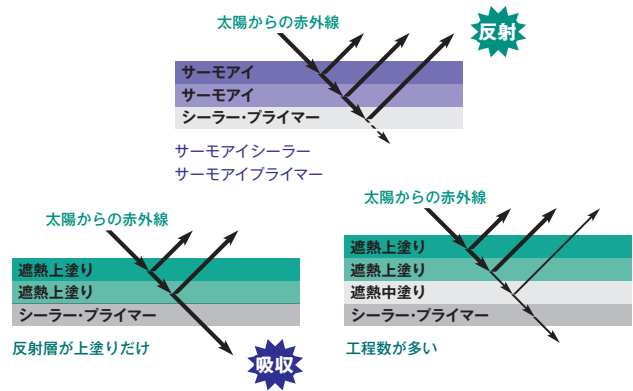 太陽からの赤外線
反射
サーモアイ
サーモアイ
シーラー・プライマー
サーモアイシーラー
サーモアイプライマー
太陽からの赤外線
遮熱上塗り
遮熱上塗り
シーラー・プライマー
反射層が上塗りだけ
吸収
太陽からの赤外線
遮熱上塗り
遮熱上塗り
遮熱中塗り
シーラー・プライマー
工程数が多い